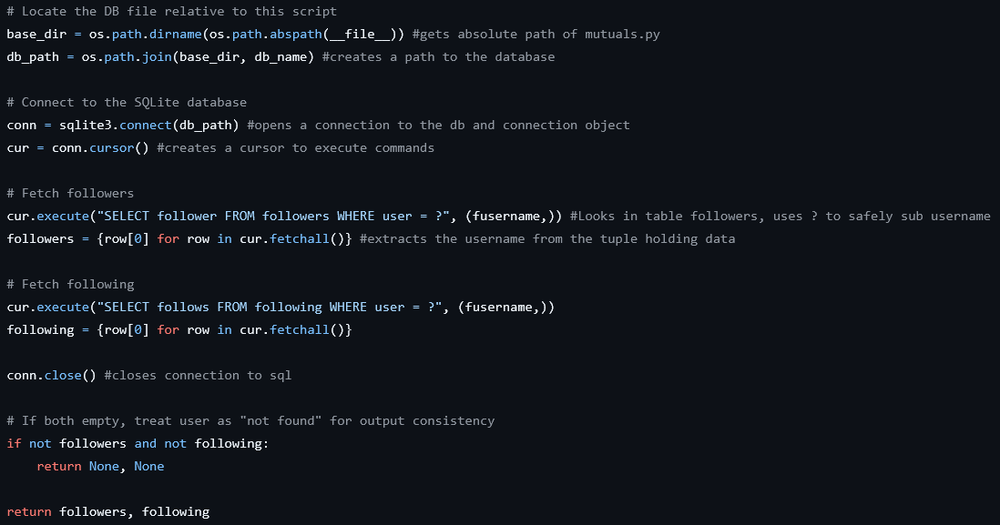 # Locate the DB file relative to this script
base_dir = os.path.dirname(os.path.abspath(__file__)) #gets absolute path of mutuals.py
db_path = os.path.join(base_dir, db_name) #creates a path to the database
# Connect to the SQLite database
conn = sqlite3.connect(db_path) #opens a connection to the db and connection object
cur = conn.cursor() #creates a cursor to execute commands
# Fetch followers
cur.execute("SELECT follower FROM followers WHERE user = ?", (fusername,)) #Looks in table followers, uses ? to safely sub username
followers = {row[0] for row in cur.fetchall()} #extracts the username from the tuple holding data
# Fetch following
cur.execute("SELECT follows FROM following WHERE user = ?", (fusername,))
following = {row[0] for row in cur.fetchall()}
conn.close() #closes connection to sql
# If both empty, treat user as "not found" for output consistency
if not followers and not following:
    return None, None
return followers, following